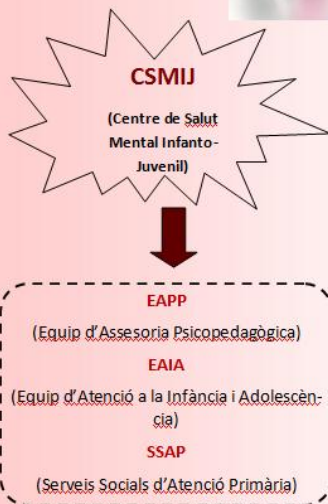 CSMIJ
(Centre de Salut
Mental Infanto-
Juvenil)
EAPP
(Equip d'Assesoria Psicopedagògica)
EAIA
(Equip d'Atenció a la Infància i Adolescèn-
cia)
SSAP
(Serveis Socials d'Atenció Primària)